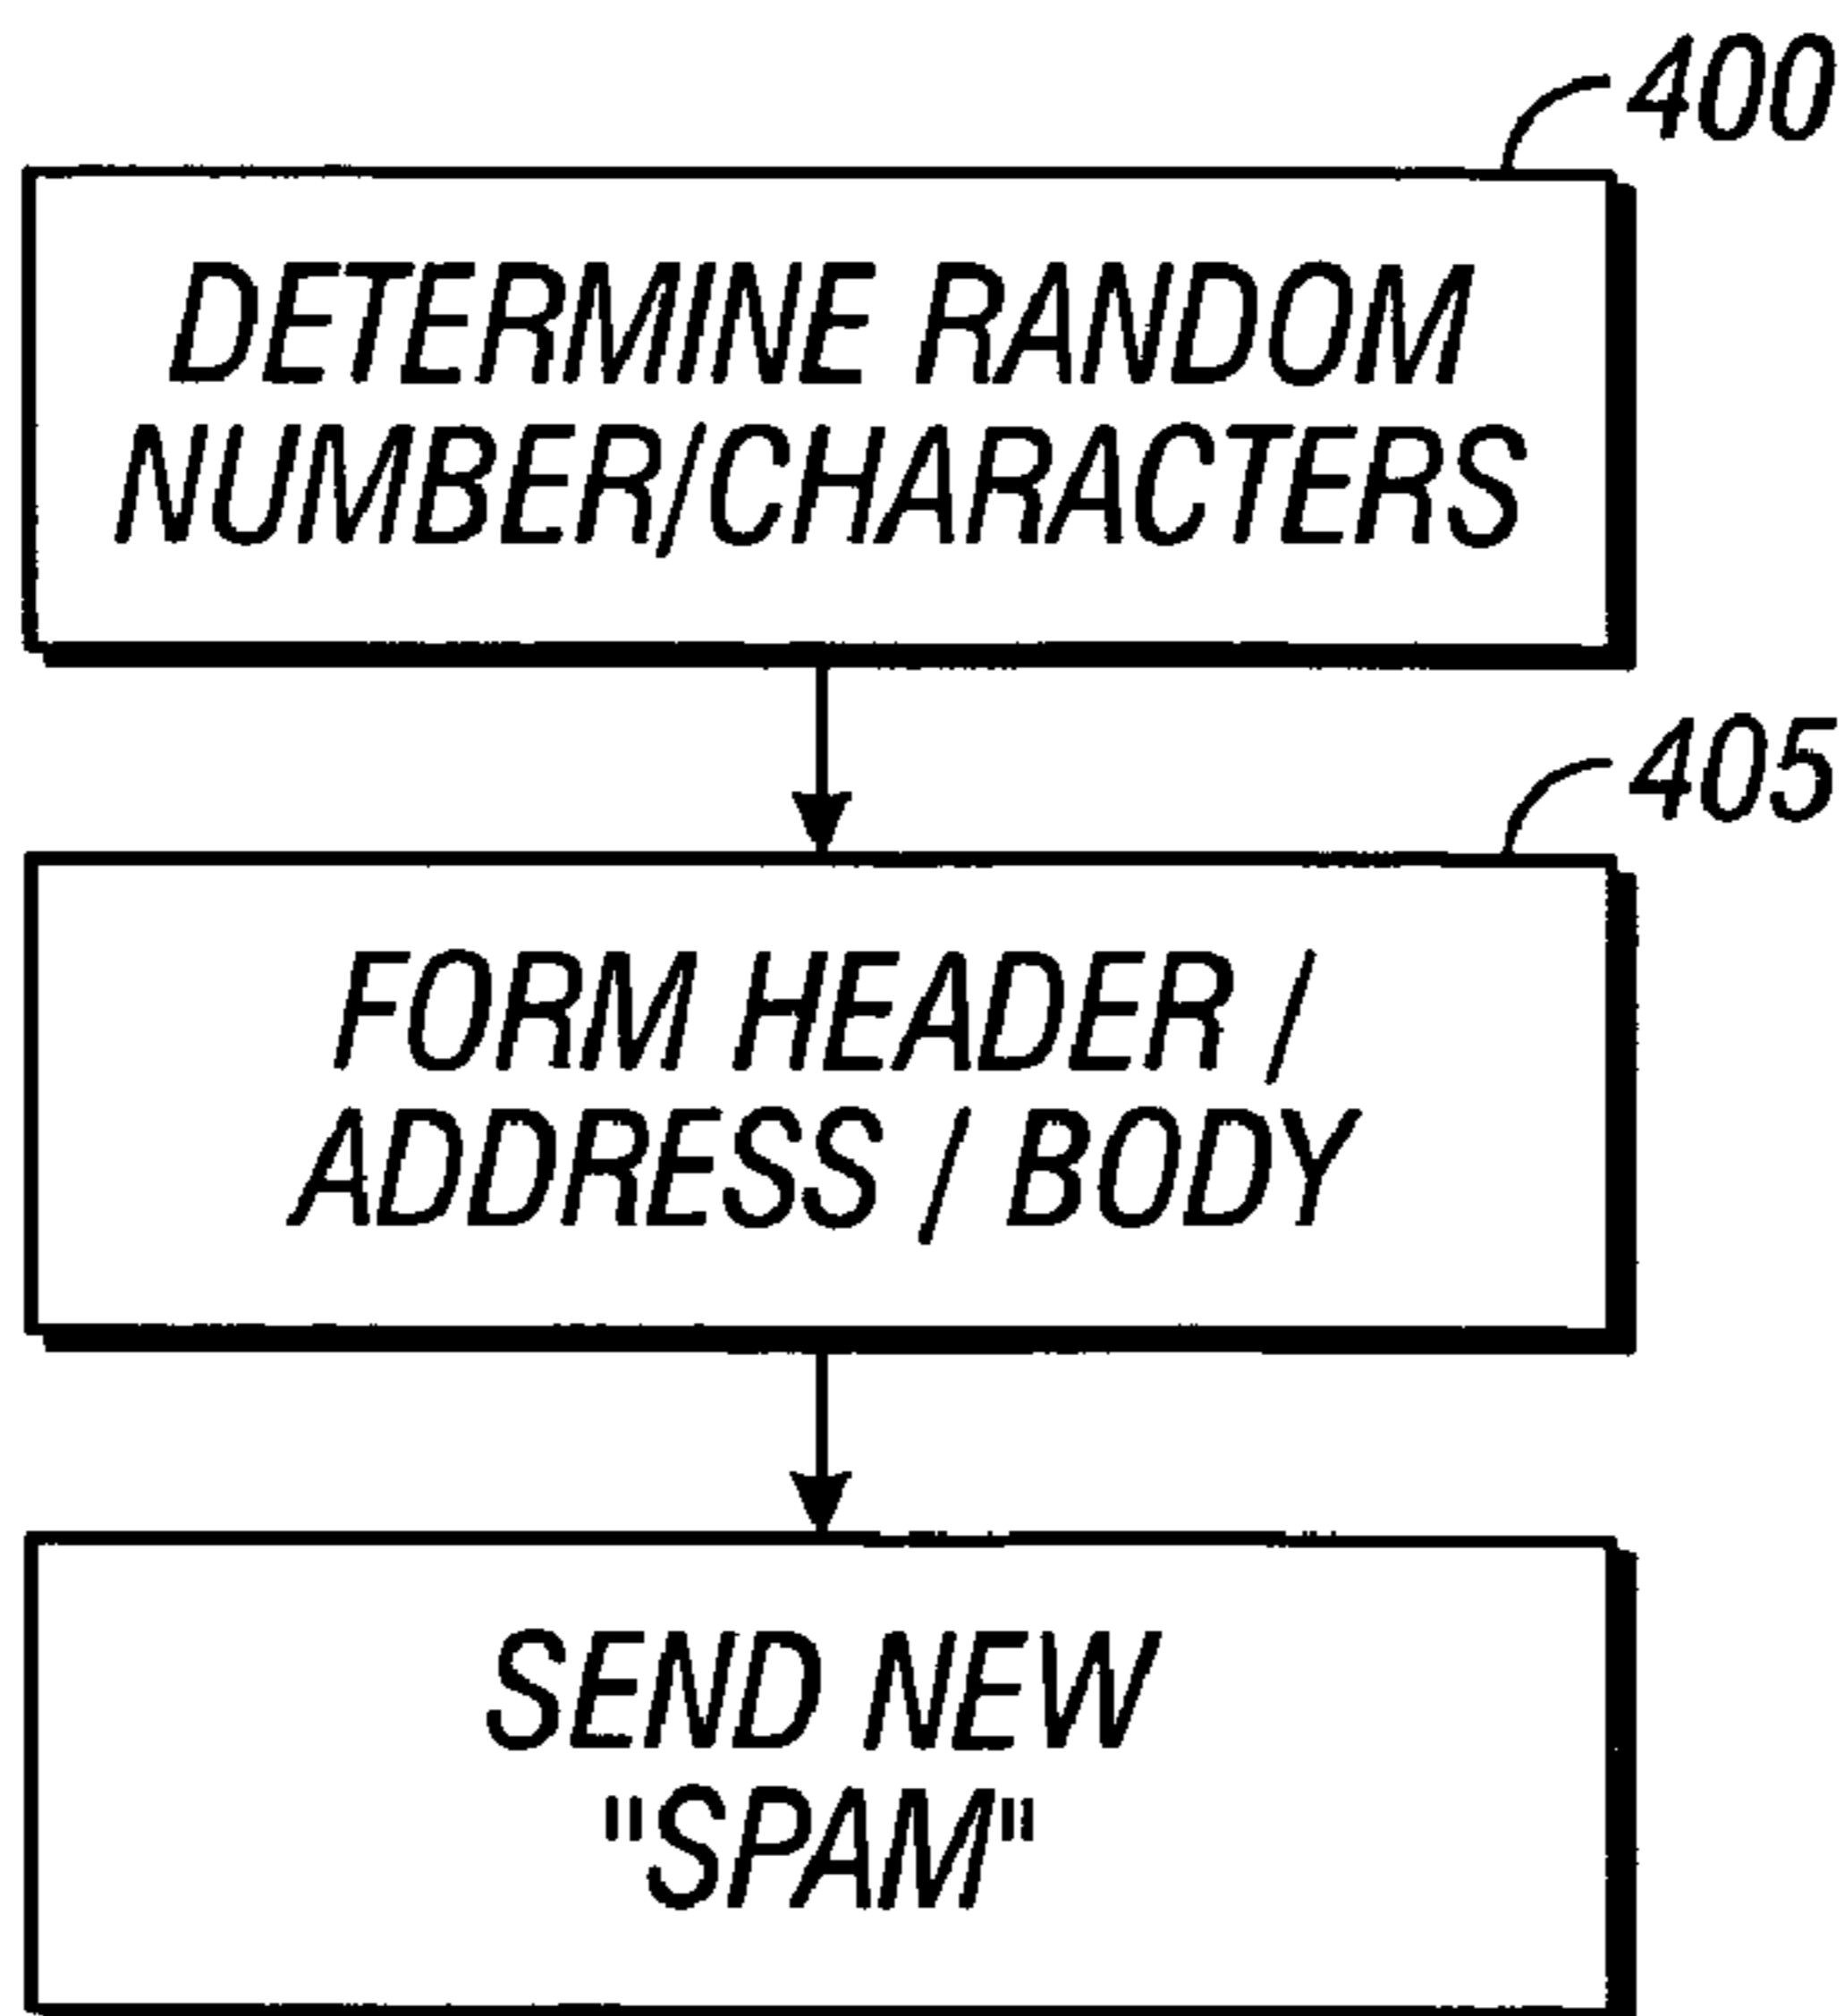 400
DETERMINE RANDOM
NUMBER/CHARACTERS
405
FORM HEADER /
ADDRESS / BODY
SEND NEW
"SPAM"